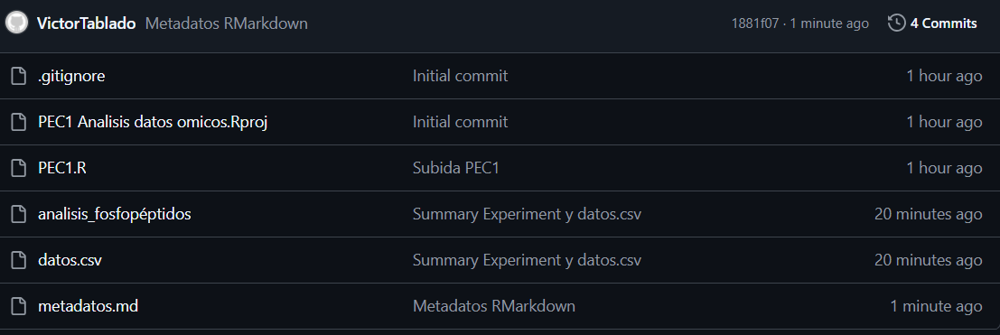 VictorTablado Metadatos RMarkdown 1881f07 · 1 minute ago 4 Commits
.gitignore Initial commit 1 hour ago
PEC1 Analisis datos omicos.Rproj Initial commit 1 hour ago
PEC1.R Subida PEC1 1 hour ago
analisis_fosfopéptidos Summary Experiment y datos.csv 20 minutes ago
datos.csv Summary Experiment y datos.csv 20 minutes ago
metadatos.md Metadatos RMarkdown 1 minute ago